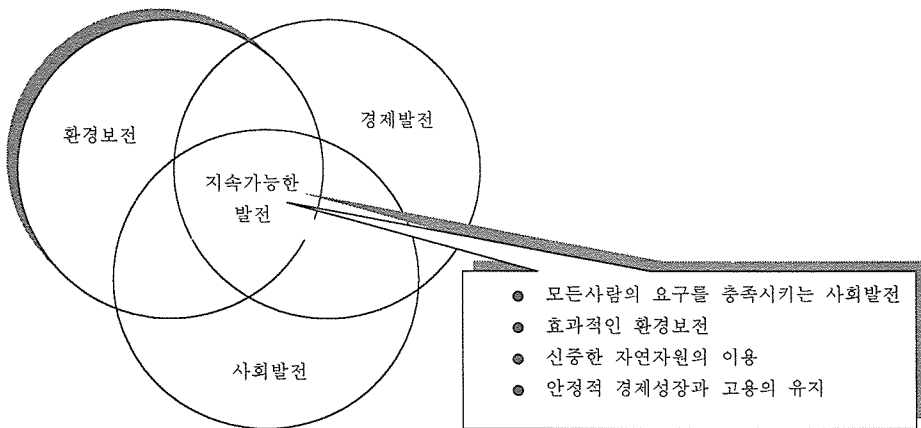 환경보전
경제발전
지속가능한
발전
사회발전
모든사람의 요구를 충족시키는 사회발전
효과적인 환경보전
신중한 자연자원의 이용
안정적 경제성장과 고용의 유지